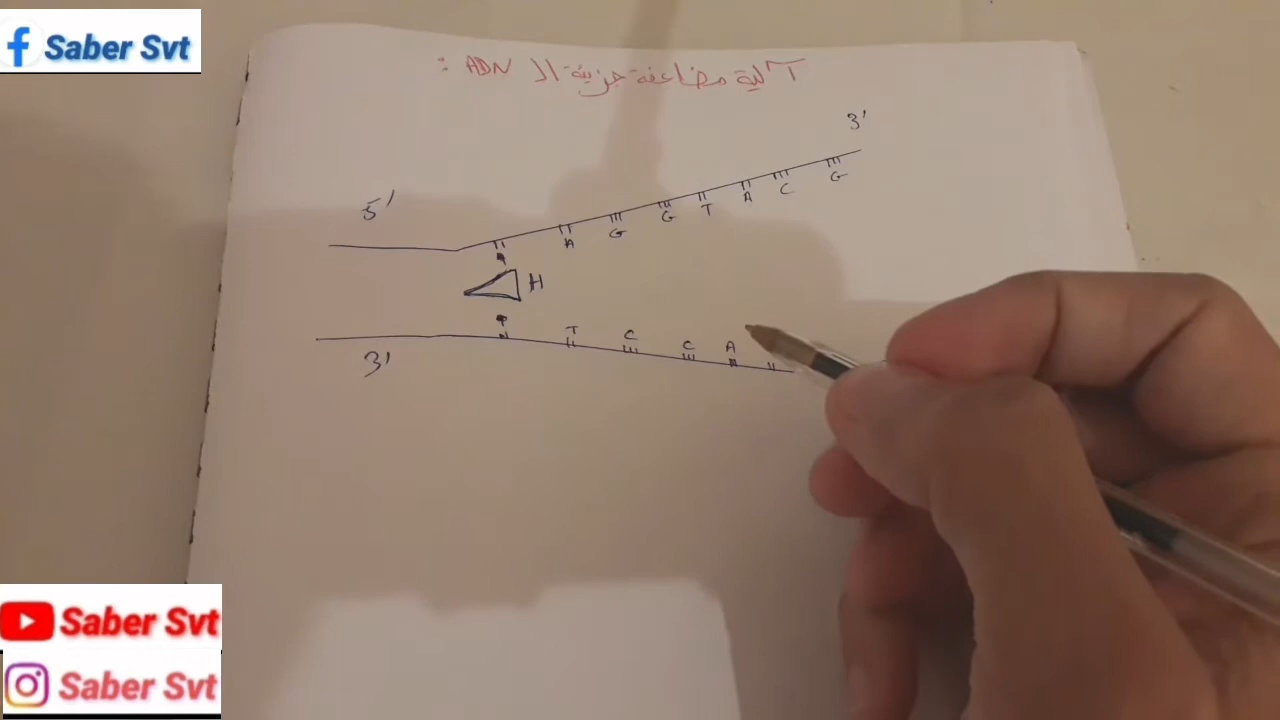 Saber Svt
آلية مضاعفة جزيئة الـ ADN :
3'
5'
A G G T A C G
A
H
T
T C C A
3'
Saber Svt
Saber Svt